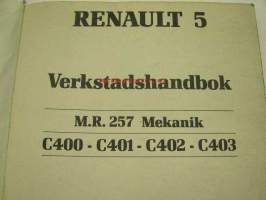 RENAULT 5
Verkstadshandbok
M.R. 257 Mekanik
C400 - C401 - C402 - C403